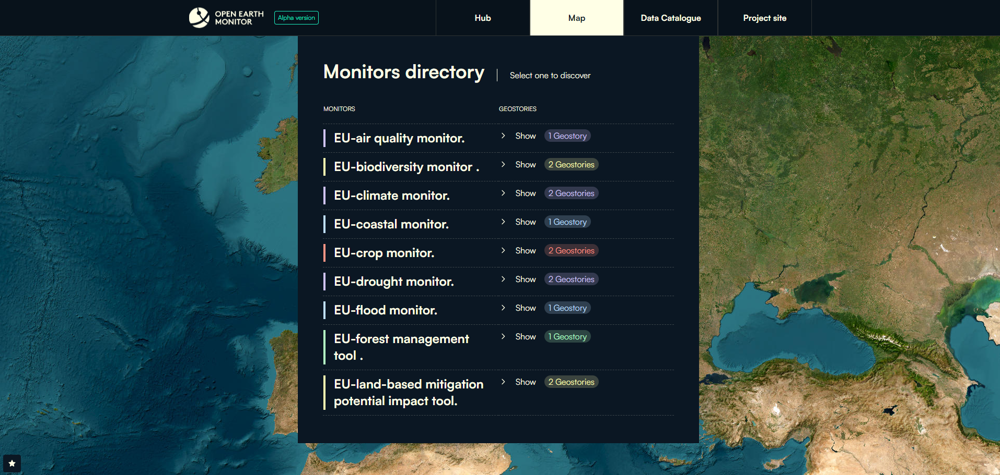 OPEN EARTH
MONITOR
Alpha version
Hub
Map
Data Catalogue
Project site
Monitors directory
Select one to discover
MONITORS
GEOSTORIES
EU-air quality monitor.
Show
1 Geostory
EU-biodiversity monitor .
Show
2 Geostories
EU-climate monitor.
Show
2 Geostories
EU-coastal monitor.
Show
1 Geostory
EU-crop monitor.
Show
2 Geostories
EU-drought monitor.
Show
2 Geostories
EU-flood monitor.
Show
1 Geostory
EU-forest management
tool .
Show
1 Geostory
EU-land-based mitigation
potential impact tool.
Show
2 Geostories